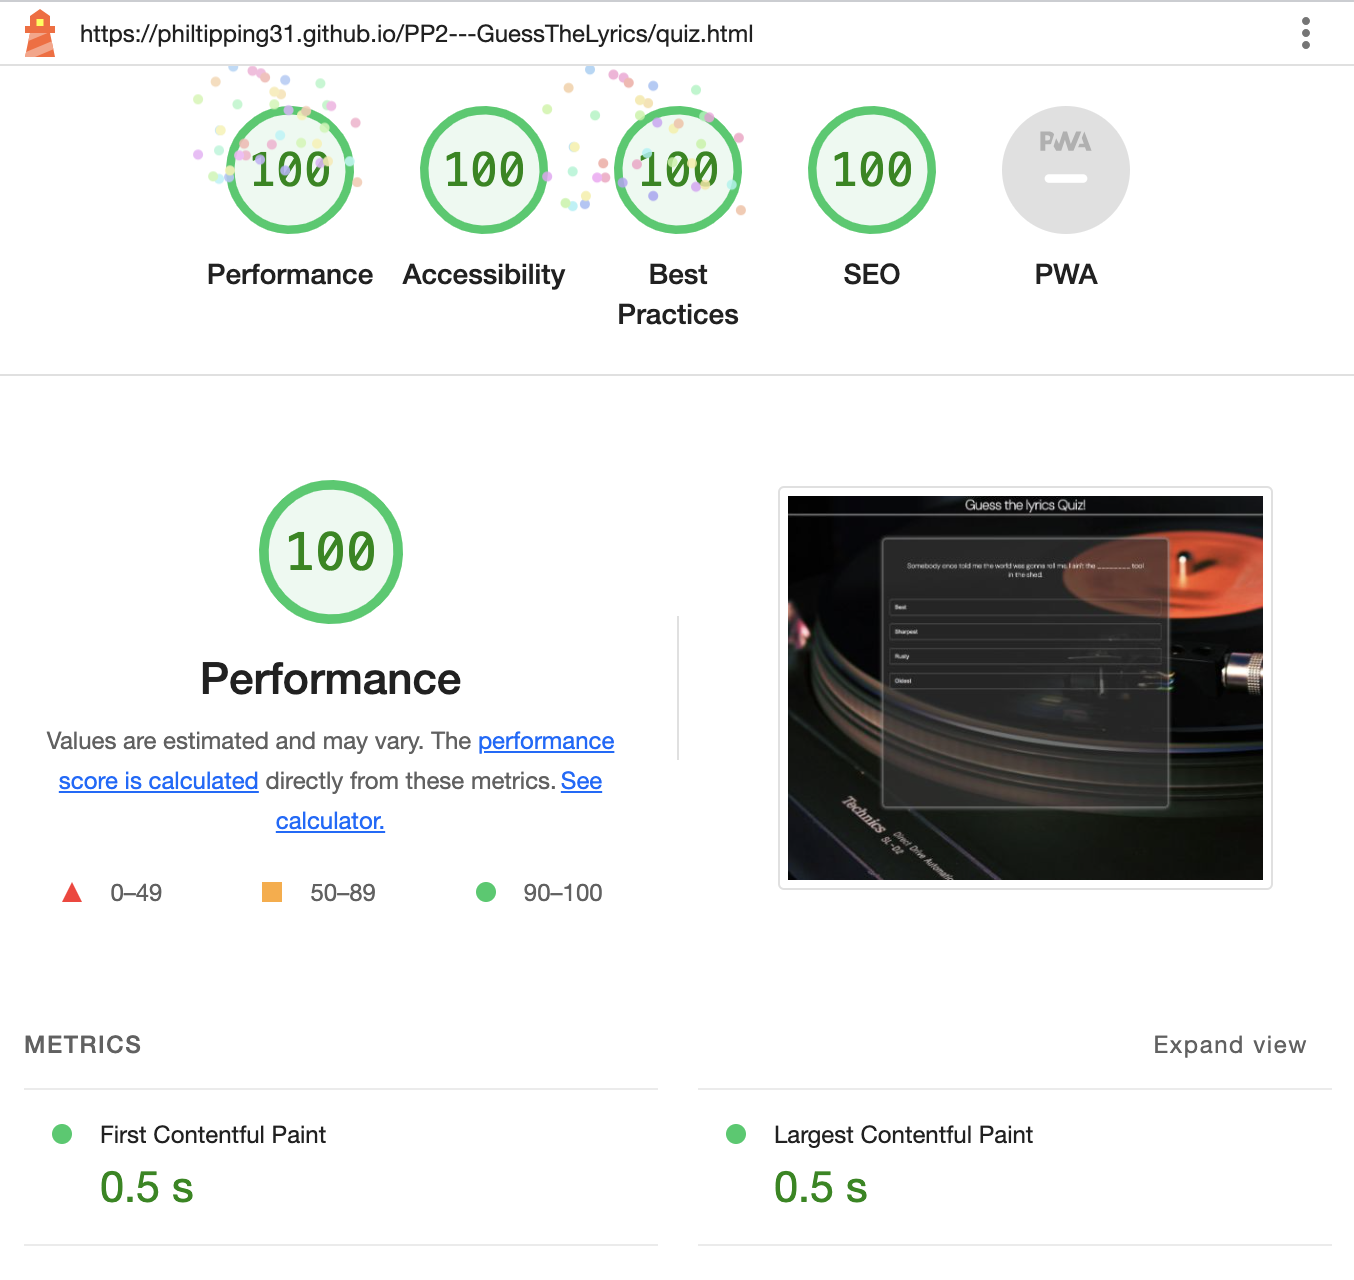 https://philtipping31.github.io/PP2---GuessTheLyrics/quiz.html
100
100
100
100
PWA
Performance
Accessibility
Best
Practices
SEO
PWA
100
Performance
Values are estimated and may vary. The performance
score is calculated directly from these metrics. See
calculator.
0–49
50–89
90–100
Guess the lyrics Quiz!
Somebody once told me the world was gonna roll me, I ain't the ________ tool
in the shed.
Best
Sharpest
Rusty
Oldest
Technics
SL-D2
Direct Drive Automatic
METRICS
Expand view
First Contentful Paint
0.5 s
Largest Contentful Paint
0.5 s